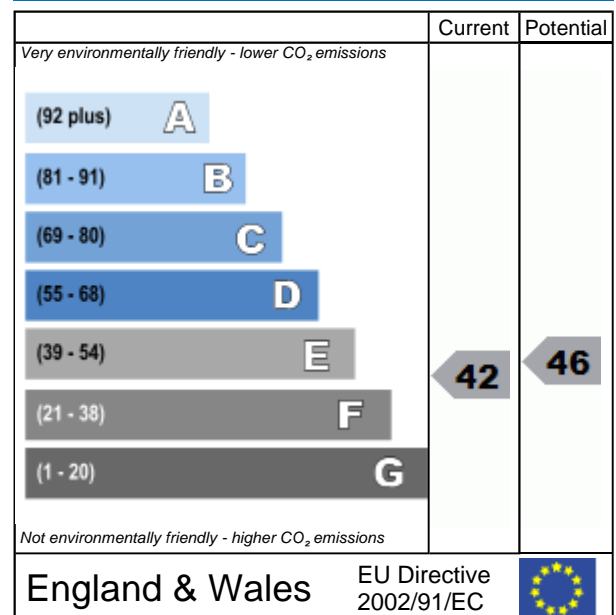 Current Potential
Very environmentally friendly - lower CO₂ emissions
(92 plus) A
(81 - 91) B
(69 - 80) C
(55 - 68) D
(39 - 54) E
42 46
(21 - 38) F
(1 - 20) G
Not environmentally friendly - higher CO₂ emissions
England & Wales
EU Directive
2002/91/EC